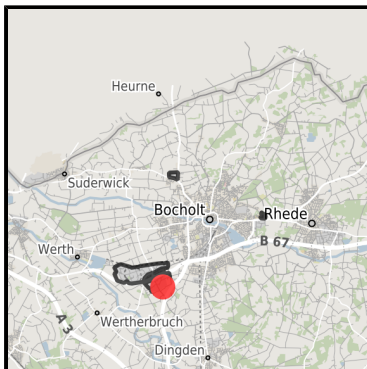 Heurne
Suderwick
Bocholt
Rhede
B 67
Werth
A 3
Wertherbruch
Dingden